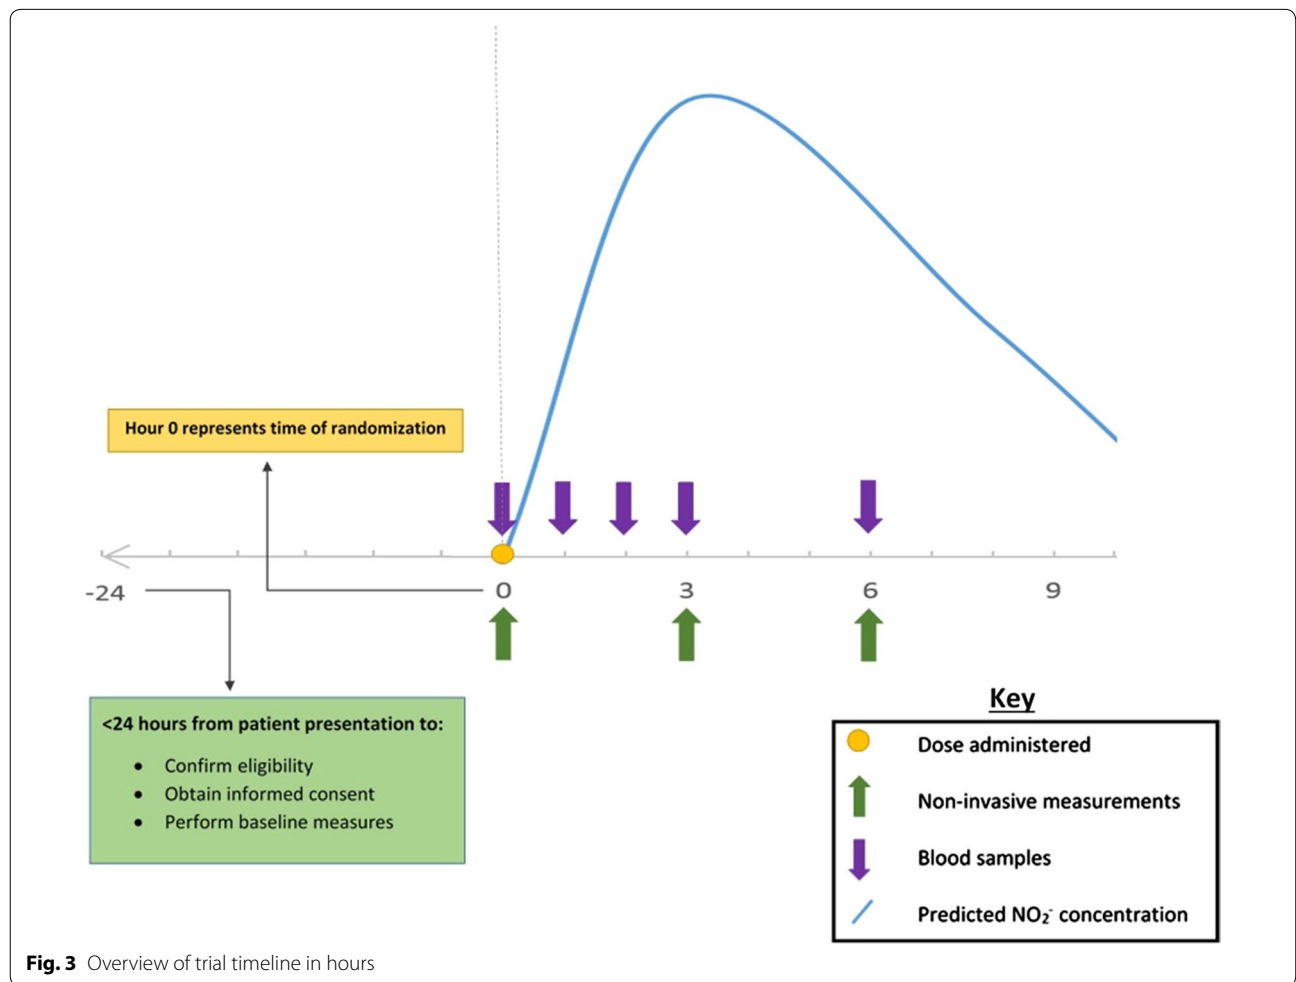 Hour 0 represents time of randomization
-24
0
3
6
9
<24 hours from patient presentation to:
• Confirm eligibility
• Obtain informed consent
• Perform baseline measures
Key
Dose administered
Non-invasive measurements
Blood samples
Predicted NO₂⁻ concentration
Fig. 3 Overview of trial timeline in hours